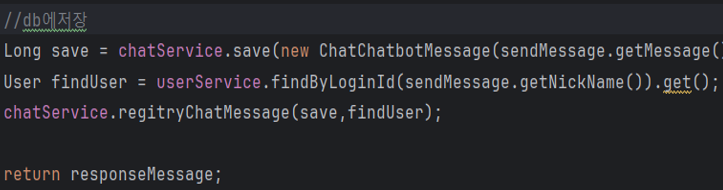 //db에저장
Long save = chatService.save(new ChatChatbotMessage(sendMessage.getMessage()
User findUser = userService.findByLoginId(sendMessage.getNickName()).get();
chatService.regitryChatMessage(save,findUser);
return responseMessage;